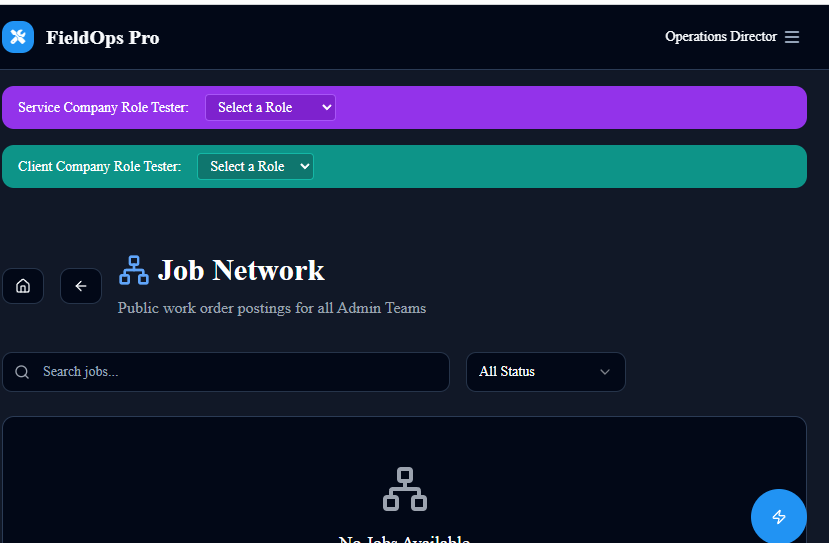 FieldOps Pro
Operations Director
Service Company Role Tester: Select a Role
Client Company Role Tester: Select a Role
Job Network
Public work order postings for all Admin Teams
Search jobs...
All Status
No Jobs Available